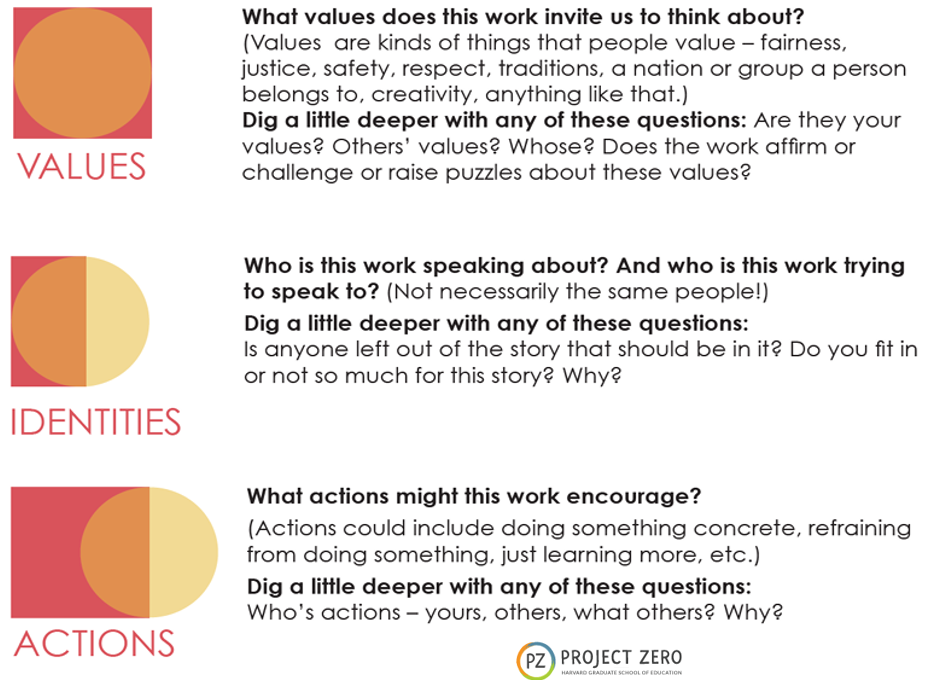 What values does this work invite us to think about?
(Values are kinds of things that people value – fairness,
justice, safety, respect, traditions, a nation or group a person
belongs to, creativity, anything like that.)
Dig a little deeper with any of these questions: Are they your
values? Others' values? Whose? Does the work affirm or
challenge or raise puzzles about these values?
VALUES
Who is this work speaking about? And who is this work trying
to speak to? (Not necessarily the same people!)
Dig a little deeper with any of these questions:
Is anyone left out of the story that should be in it? Do you fit in
or not so much for this story? Why?
IDENTITIES
What actions might this work encourage?
(Actions could include doing something concrete, refraining
from doing something, just learning more, etc.)
Dig a little deeper with any of these questions:
Who's actions – yours, others, what others? Why?
ACTIONS
PZ PROJECT ZERO
HARVARD GRADUATE SCHOOL OF EDUCATION